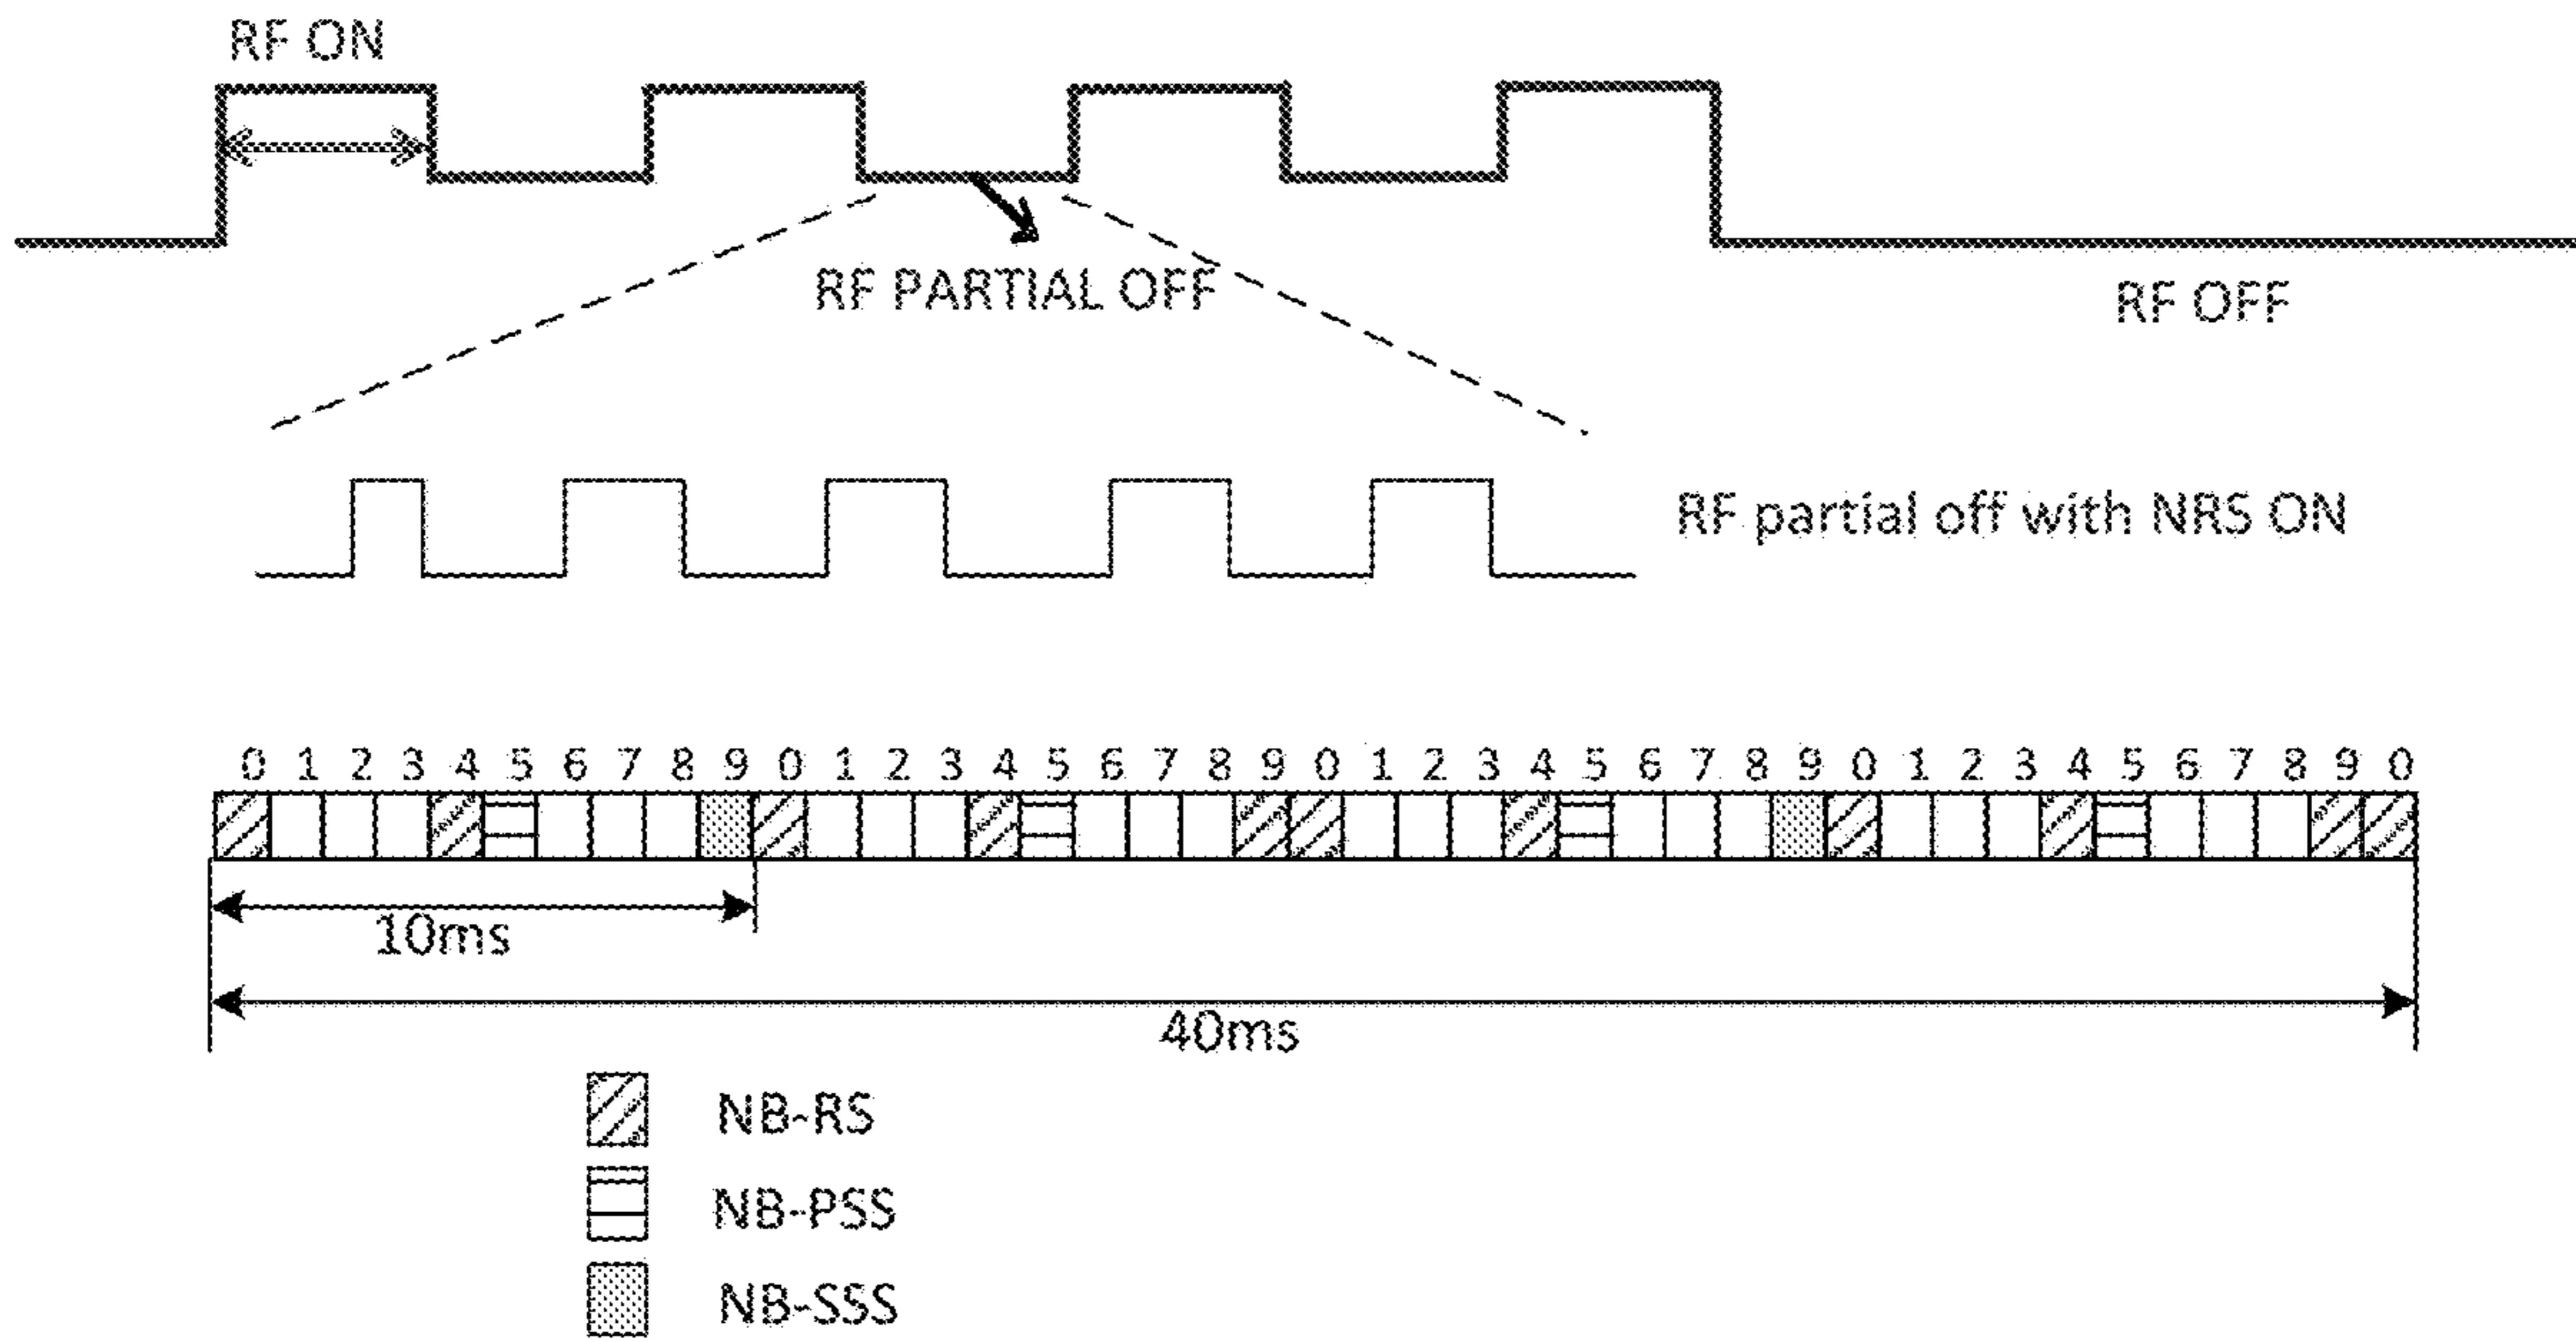 RF ON
RF PARTIAL OFF
RF OFF
RF partial off with NRS ON
0 1 2 3 4 5 6 7 8 9 0 1 2 3 4 5 6 7 8 9 0 1 2 3 4 5 6 7 8 9 0 1 2 3 4 5 6 7 8 9 0
10ms
40ms
NB-RS
NB-PSS
NB-SSS